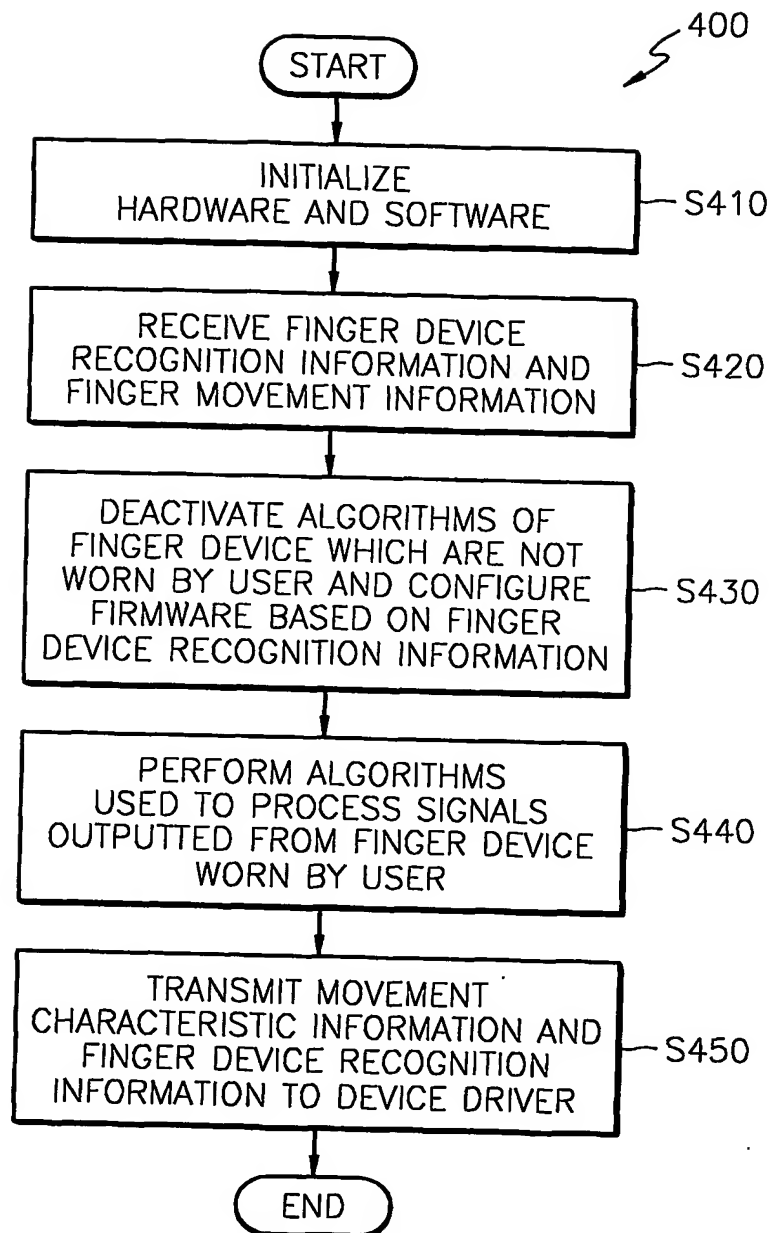 400
START
INITIALIZE
HARDWARE AND SOFTWARE
S410
RECEIVE FINGER DEVICE
RECOGNITION INFORMATION AND
FINGER MOVEMENT INFORMATION
S420
DEACTIVATE ALGORITHMS OF
FINGER DEVICE WHICH ARE NOT
WORN BY USER AND CONFIGURE
FIRMWARE BASED ON FINGER
DEVICE RECOGNITION INFORMATION
S430
PERFORM ALGORITHMS
USED TO PROCESS SIGNALS
OUTPUTTED FROM FINGER DEVICE
WORN BY USER
S440
TRANSMIT MOVEMENT
CHARACTERISTIC INFORMATION AND
FINGER DEVICE RECOGNITION
INFORMATION TO DEVICE DRIVER
S450
END